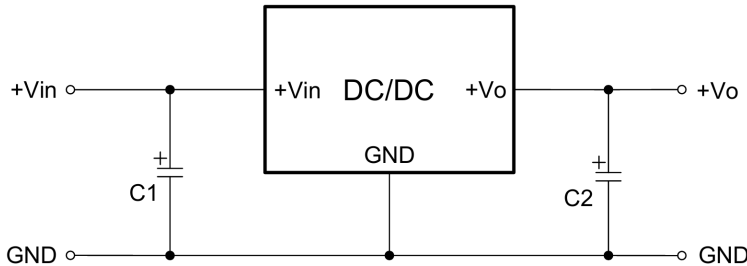 +Vin
+Vin
DC/DC
+Vo
+Vo
GND
+
C1
+
C2
GND
GND